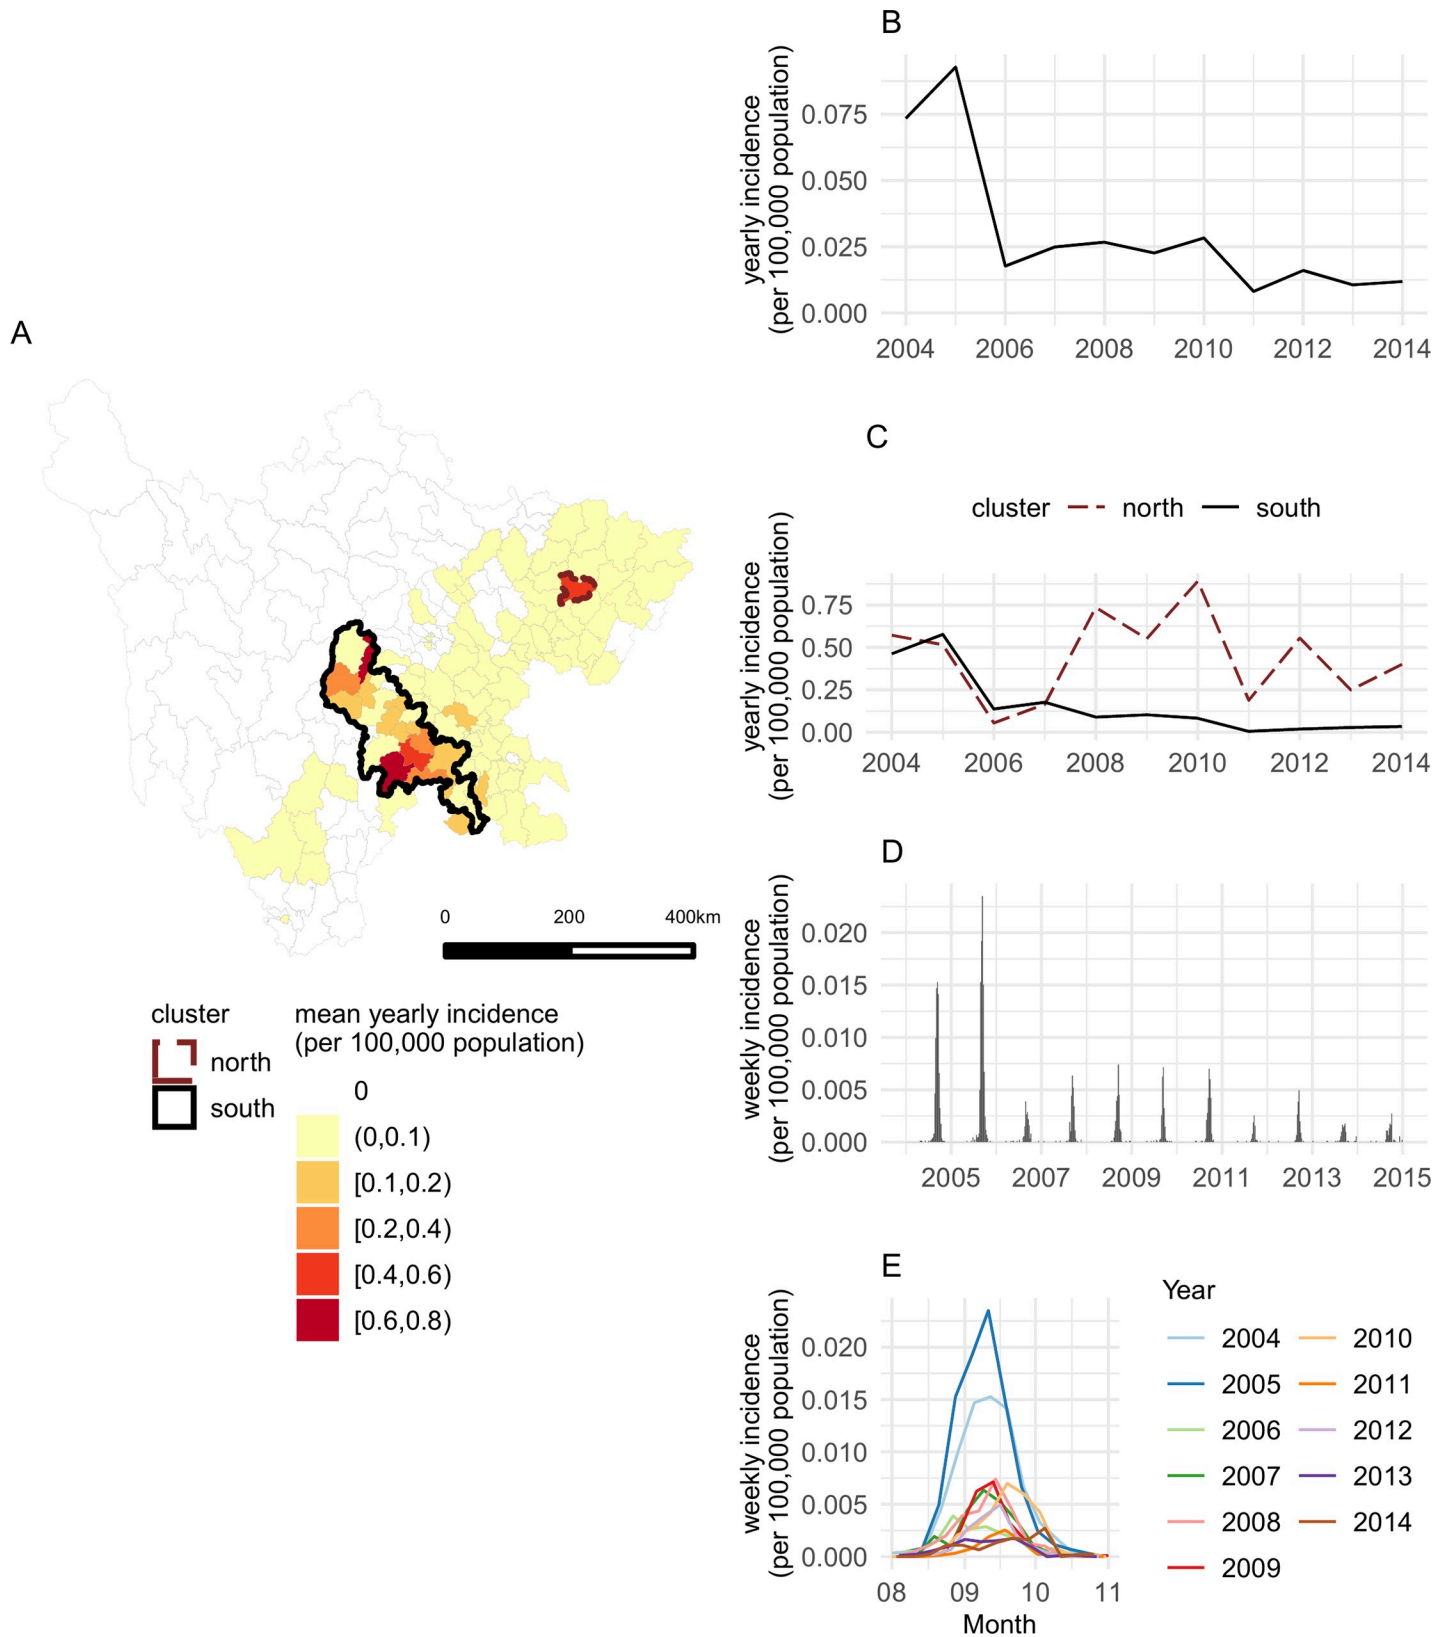 A
0 200 400km
cluster
north
south
mean yearly incidence
(per 100,000 population)
0
(0,0.1)
[0.1,0.2)
[0.2,0.4)
[0.4,0.6)
[0.6,0.8)
B
yearly incidence
(per 100,000 population)
0.075
0.050
0.025
0.000
2004 2006 2008 2010 2012 2014
C
cluster north south
yearly incidence
(per 100,000 population)
0.75
0.50
0.25
0.00
2004 2006 2008 2010 2012 2014
D
weekly incidence
(per 100,000 population)
0.020
0.015
0.010
0.005
0.000
2005 2007 2009 2011 2013 2015
E
weekly incidence
(per 100,000 population)
0.020
0.015
0.010
0.005
0.000
08 09 10 11
Month
Year
2004 2010
2005 2011
2006 2012
2007 2013
2008 2014
2009